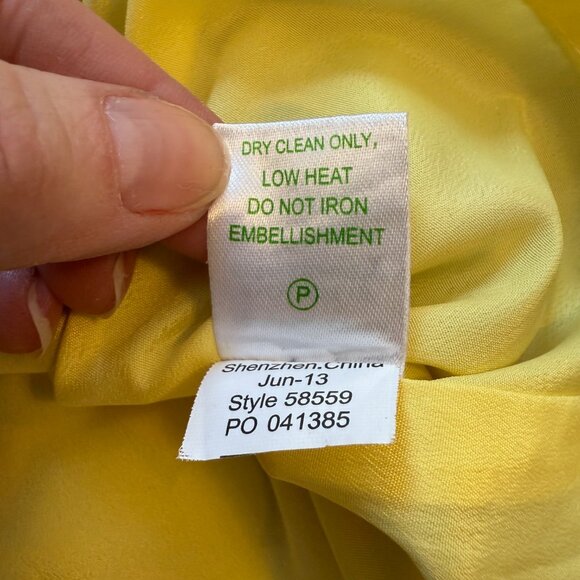 DRY CLEAN ONLY,
LOW HEAT
DO NOT IRON
EMBELLISHMENT
P
Shenzhen.China
Jun-13
Style 58559
PO 041385